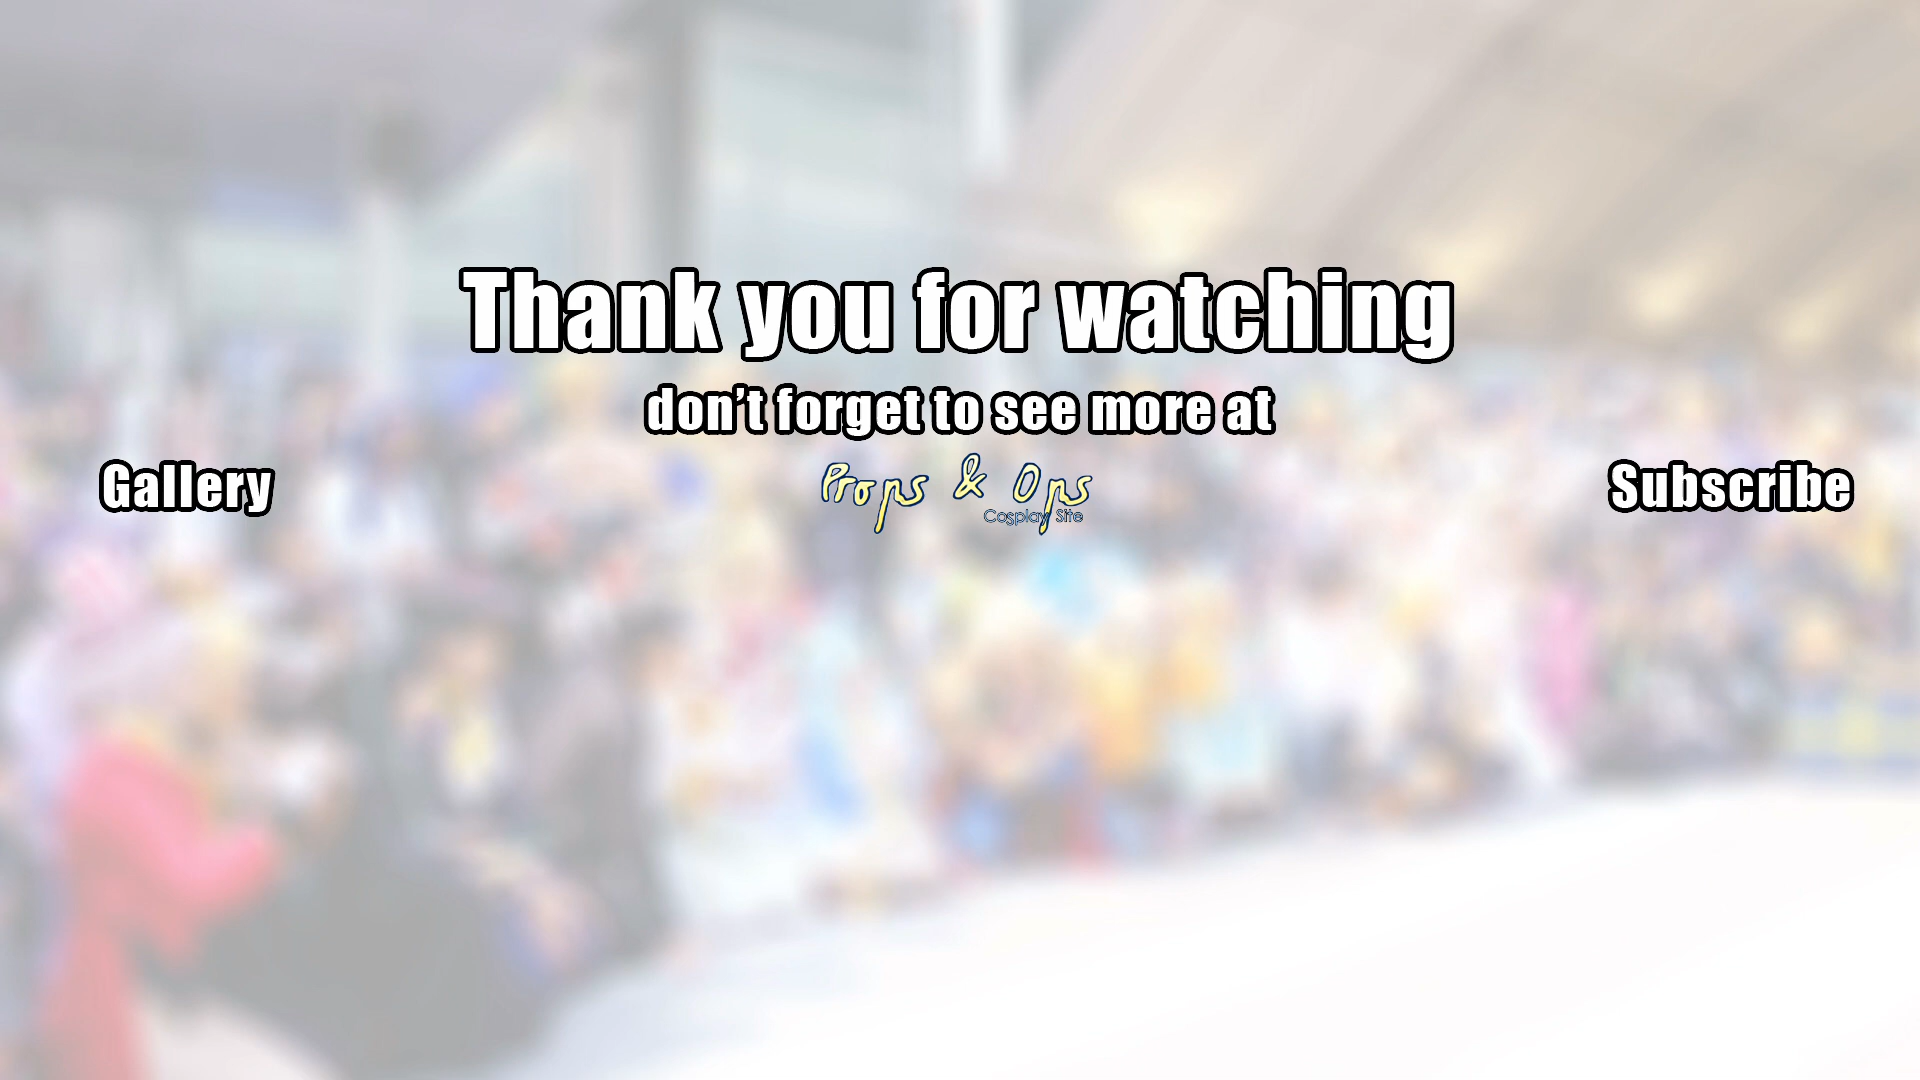 Thank you for watching
don't forget to see more at
Gallery
Props & Ops
Cosplay Site
Subscribe